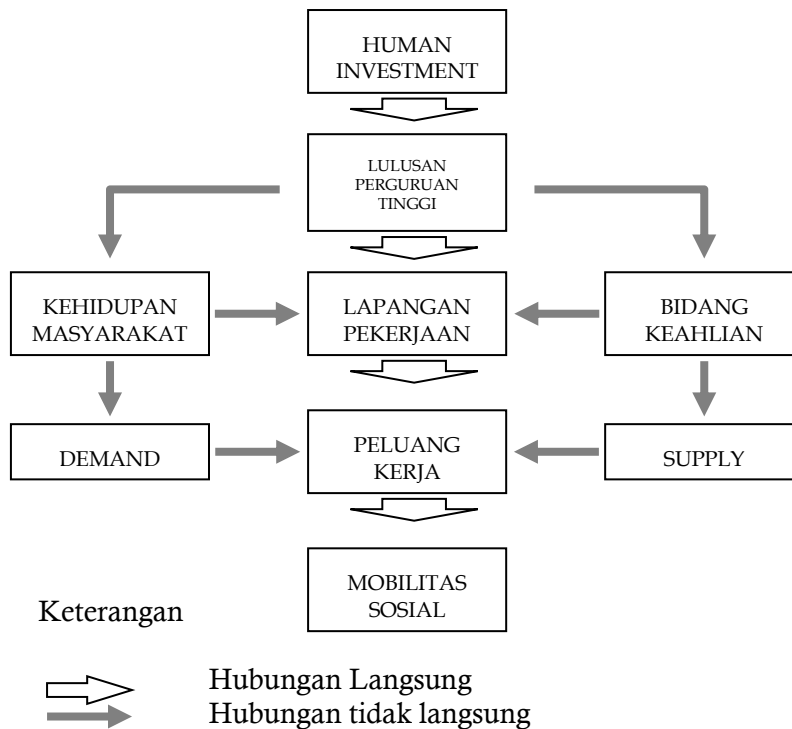 HUMAN
INVESTMENT
LULUSAN
PERGURUAN
TINGGI
KEHIDUPAN
MASYARAKAT
LAPANGAN
PEKERJAAN
BIDANG
KEAHLIAN
DEMAND
PELUANG
KERJA
SUPPLY
MOBILITAS
SOSIAL
Keterangan
Hubungan Langsung
Hubungan tidak langsung